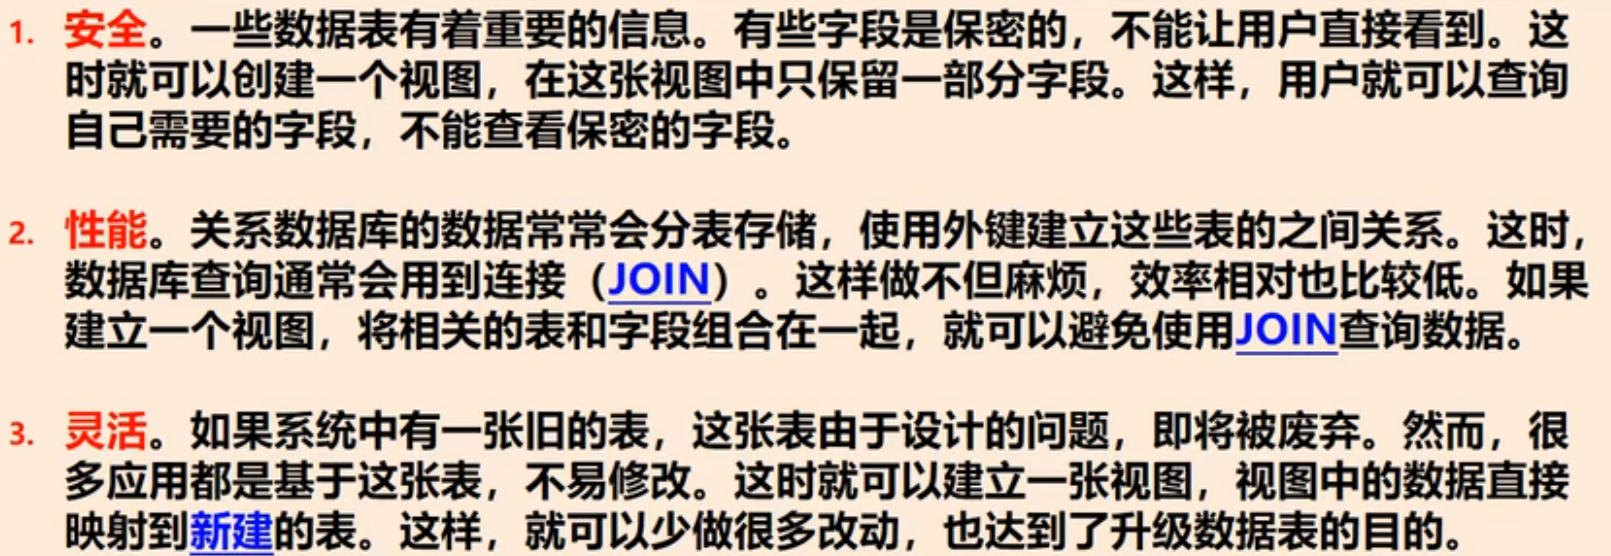 1. 安全。一些数据表有着重要的信息。有些字段是保密的，不能让用户直接看到。这
时就可以创建一个视图，在这张视图中只保留一部分字段。这样，用户就可以查询
自己需要的字段，不能查看保密的字段。
2. 性能。关系数据库的数据常常会分表存储，使用外键建立这些表的之间关系。这时，
数据库查询通常会用到连接（JOIN）。这样做不但麻烦，效率相对也比较低。如果
建立一个视图，将相关的表和字段组合在一起，就可以避免使用JOIN查询数据。
3. 灵活。如果系统中有一张旧的表，这张表由于设计的问题，即将被废弃。然而，很
多应用都是基于这张表，不易修改。这时就可以建立一张视图，视图中的数据直接
映射到新建的表。这样，就可以少做很多改动，也达到了升级数据表的目的。